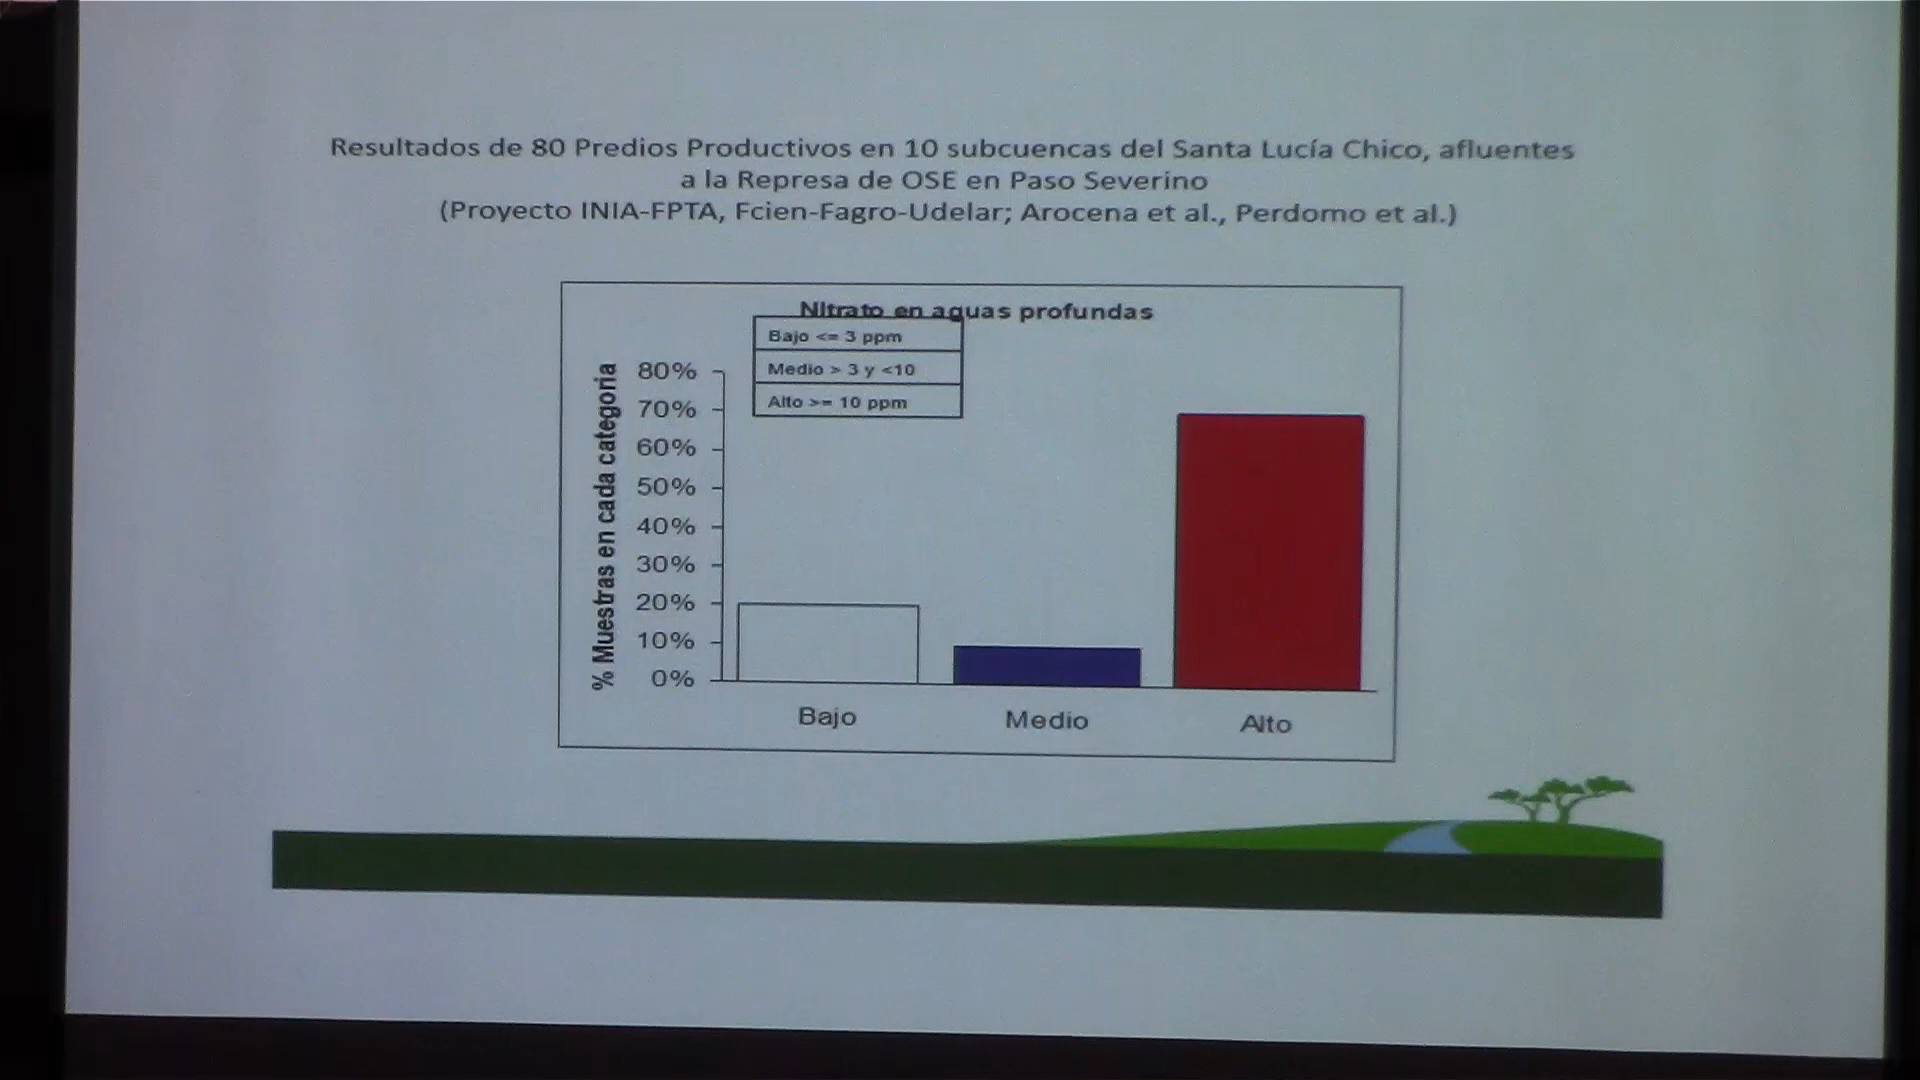 Resultados de 80 Predios Productivos en 10 subcuencas del Santa Lucía Chico, afluentes
a la Represa de OSE en Paso Severino
(Proyecto INIA-FPTA, Fcien-Fagro-Udelar; Arocena et al., Perdomo et al.)
NItrato en aguas profundas
Bajo <= 3 ppm
Medio > 3 y <10
Alto >= 10 ppm
% Muestras en cada categoria
80%
70%
60%
50%
40%
30%
20%
10%
0%
Bajo Medio Alto